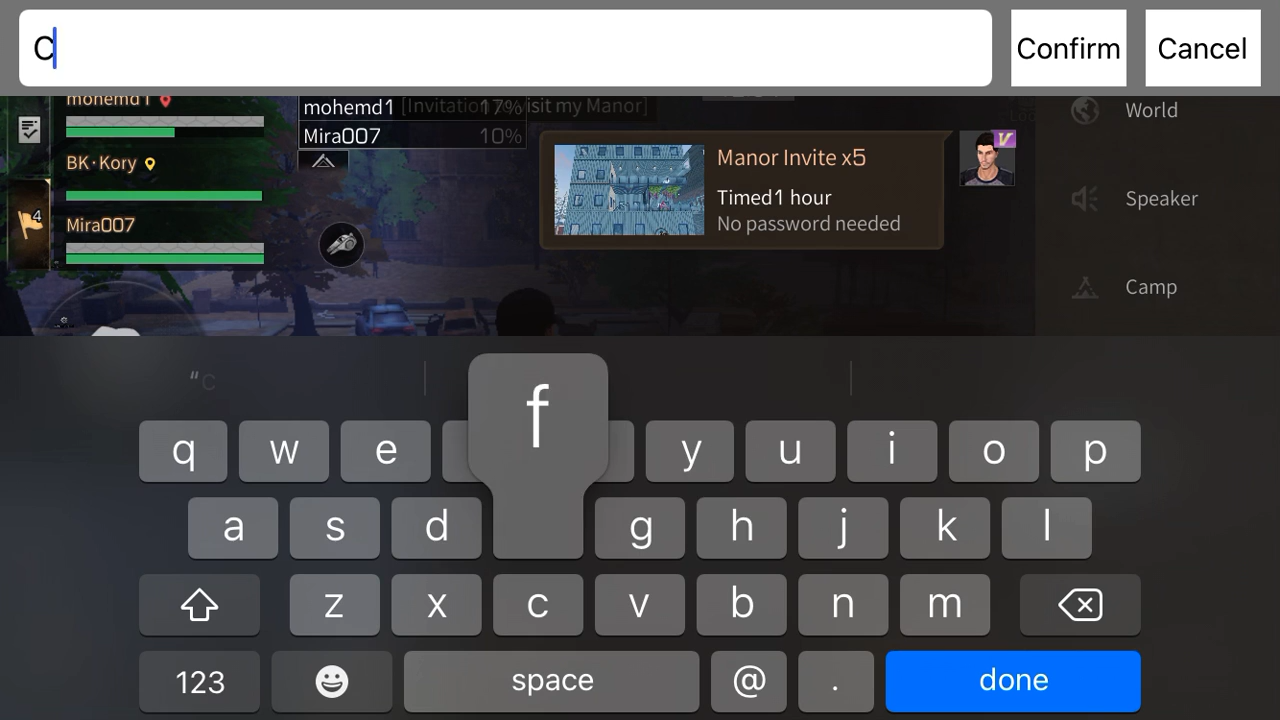 C
Confirm
Cancel
mohemd1
BK·Kory
4
Mira007
mohemd1 17%
Mira007 10%
[Invitation
isit my Manor]
Manor Invite x5
Timed1 hour
No password needed
V
World
Speaker
Camp
“C
f
q w e y u i o p
a s d g h j k l
z x c v b n m
123 space @ . done